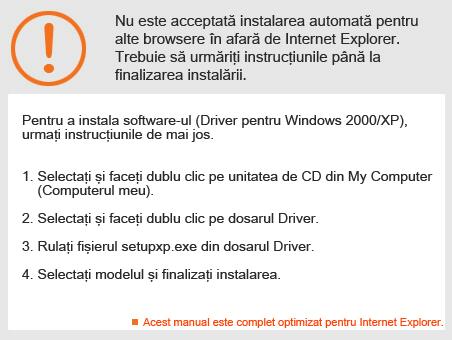 Nu este acceptată instalarea automată pentru
alte browsere în afară de Internet Explorer.
Trebuie să urmăriți instrucțiunile până la
finalizarea instalării.
Pentru a instala software-ul (Driver pentru Windows 2000/XP),
urmați instrucțiunile de mai jos.
1. Selectați și faceți dublu clic pe unitatea de CD din My Computer
(Computerul meu).
2. Selectați și faceți dublu clic pe dosarul Driver.
3. Rulați fișierul setupxp.exe din dosarul Driver.
4. Selectați modelul și finalizați instalarea.
Acest manual este complet optimizat pentru Internet Explorer.